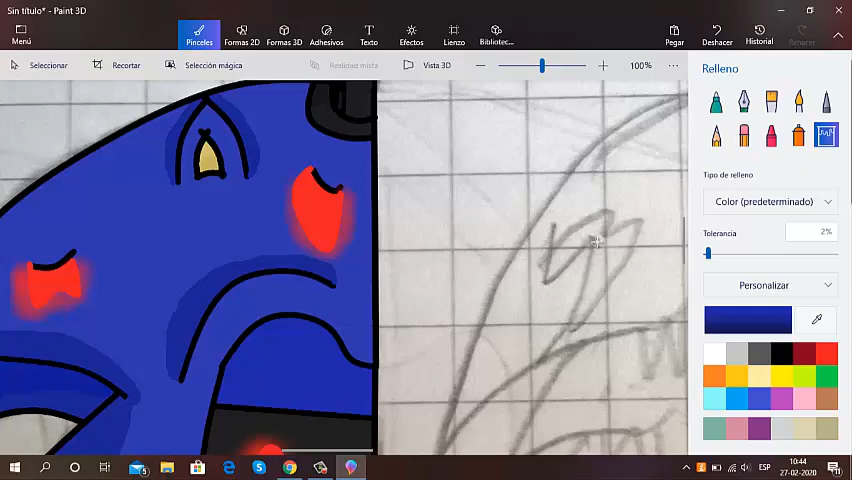 Sin título* - Paint 3D
Menú
Pinceles
Formas 2D
Formas 3D
Adhesivos
Texto
Efectos
Lienzo
Bibliotec...
Pegar
Deshacer
Historial
Rehacer
Seleccionar
Recortar
Selección mágica
Realidad mixta
Vista 3D
100%
Relleno
Tipo de relleno
Color (predeterminado)
Tolerancia
2%
Personalizar
5
ESP
10:44
27-02-2020